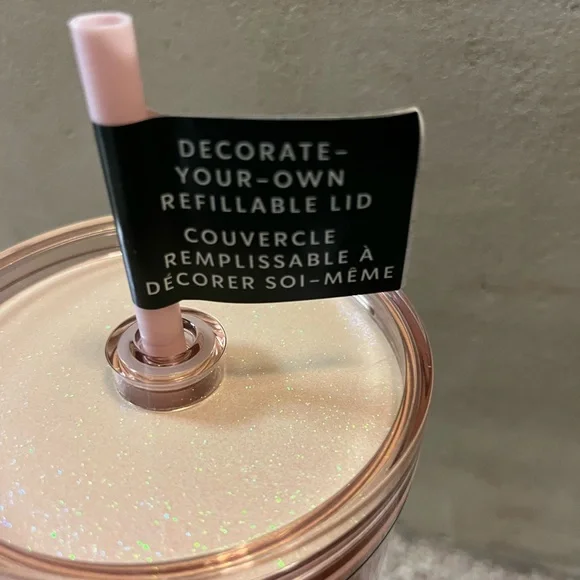 DECORATE-
YOUR-OWN
REFILLABLE LID
COUVERCLE
REMPLISSABLE À
DÉCORER SOI-MÊME